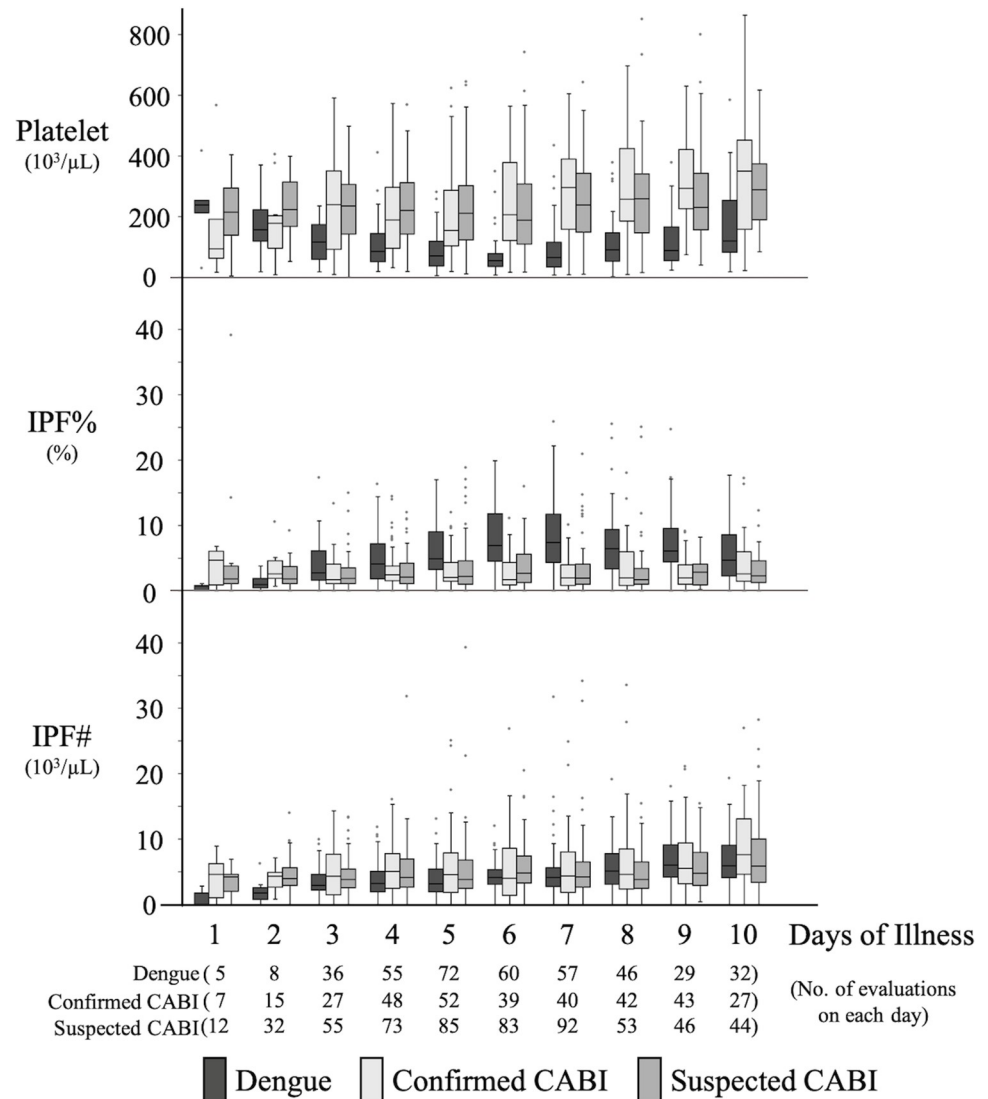 800
Platelet
(10³/µL)
600
400
200
0
40
30
IPF%
(%)
20
10
0
40
30
IPF#
(10³/µL)
20
10
0
1 2 3 4 5 6 7 8 9 10 Days of Illness
Dengue ( 5 8 36 55 72 60 57 46 29 32)
Confirmed CABI ( 7 15 27 48 52 39 40 42 43 27)
Suspected CABI (12 32 55 73 85 83 92 53 46 44)
(No. of evaluations
on each day)
Dengue Confirmed CABI Suspected CABI